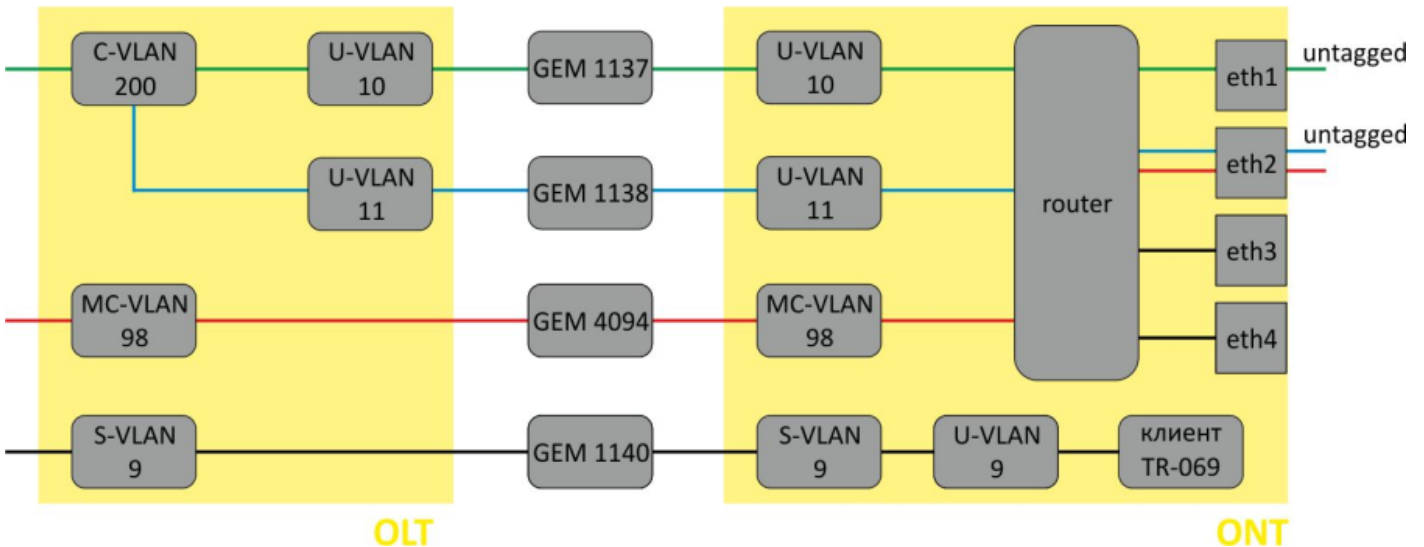 C-VLAN
200
U-VLAN
10
GEM 1137
U-VLAN
10
eth1
untagged
U-VLAN
11
GEM 1138
U-VLAN
11
router
eth2
untagged
eth3
MC-VLAN
98
GEM 4094
MC-VLAN
98
eth4
S-VLAN
9
GEM 1140
S-VLAN
9
U-VLAN
9
клиент
TR-069
OLT
ONT